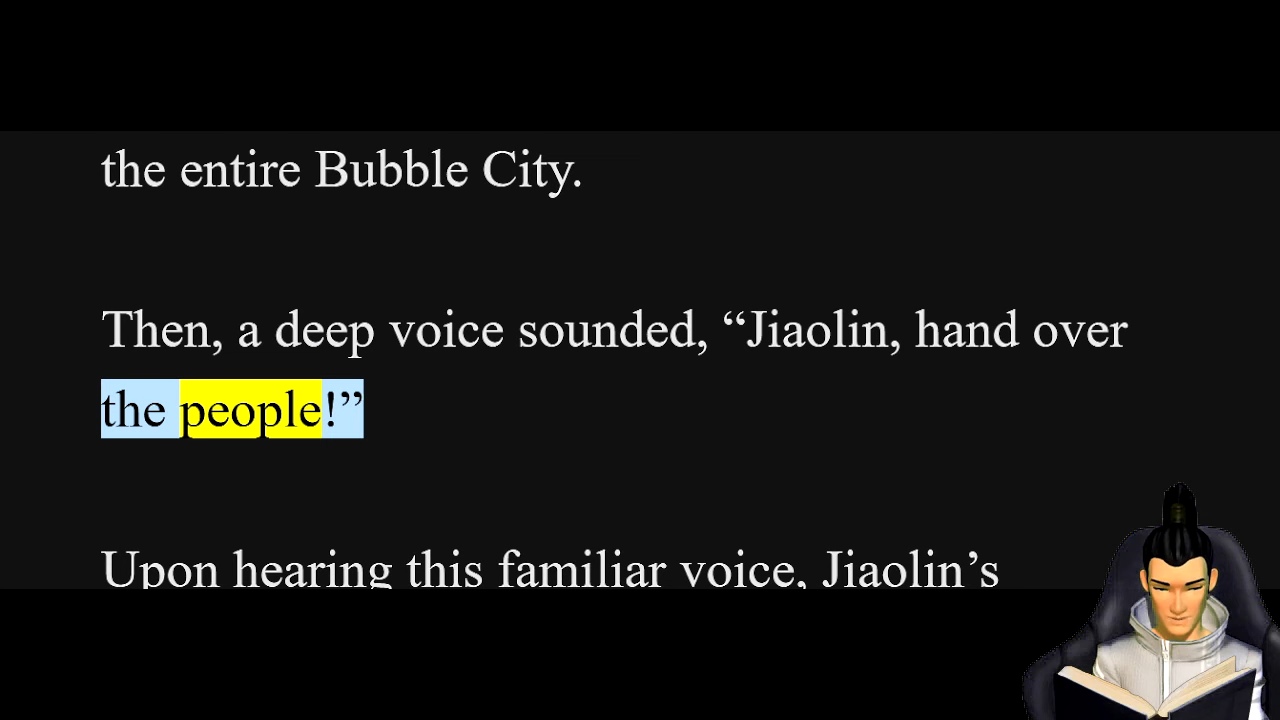 the entire Bubble City.
Then, a deep voice sounded, “Jiaolin, hand over
the people!”
Upon hearing this familiar voice, Jiaolin’s